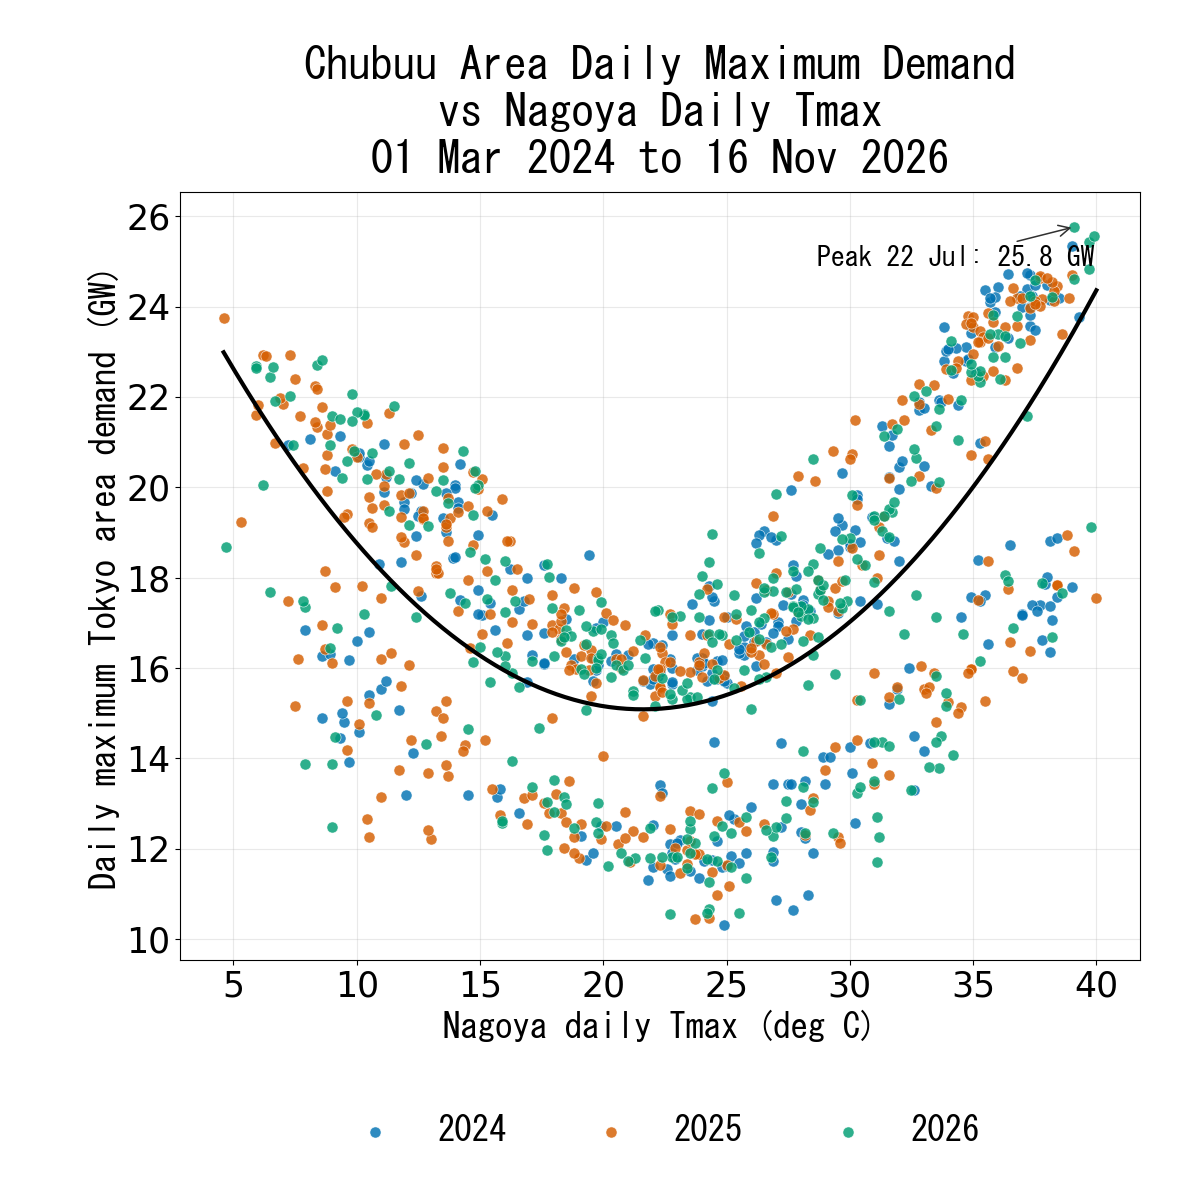 Chubuu Area Daily Maximum Demand
vs Nagoya Daily Tmax
01 Mar 2024 to 16 Nov 2026
Daily maximum Tokyo area demand (GW)
26
24
22
20
18
16
14
12
10
Peak 22 Jul: 25.8 GW
5 10 15 20 25 30 35 40
Nagoya daily Tmax (deg C)
2024 2025 2026